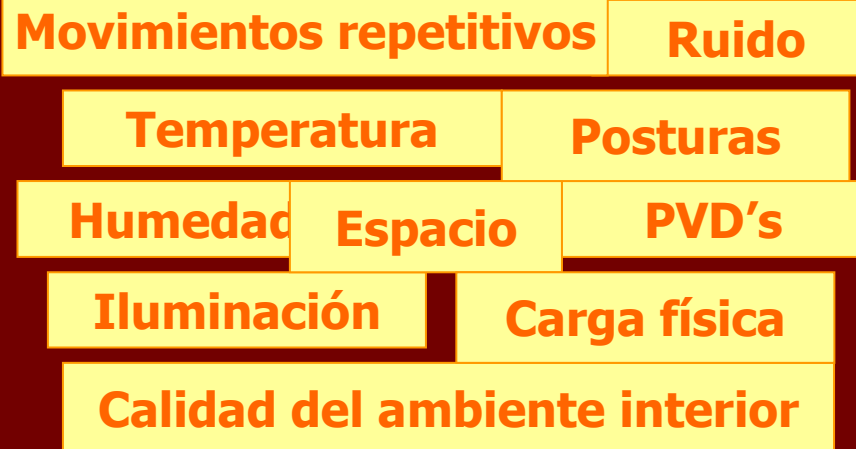 Movimientos repetitivos
Ruido
Temperatura
Posturas
Humedad
Espacio
PVD’s
Iluminación
Carga física
Calidad del ambiente interior